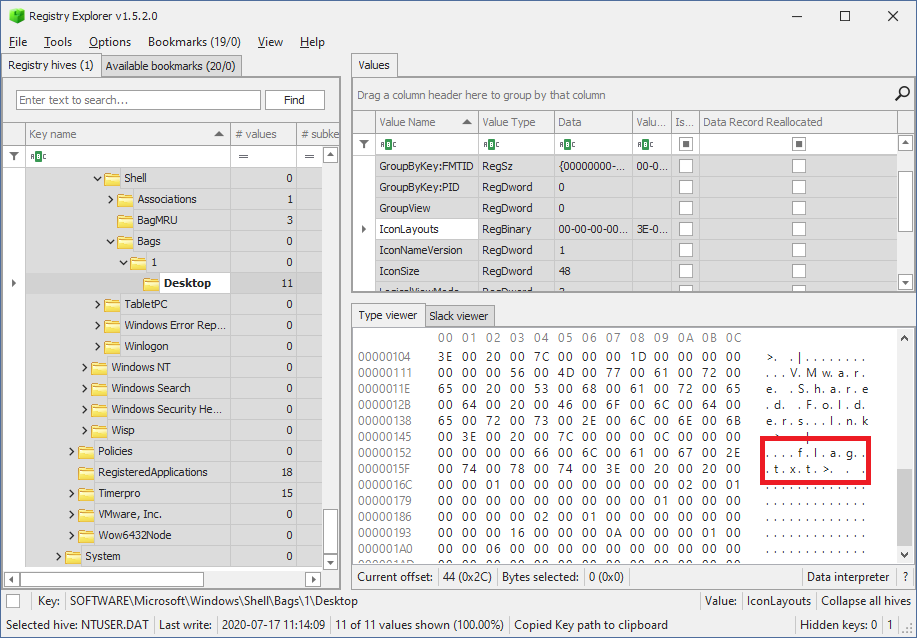 Registry Explorer v1.5.2.0
File Tools Options Bookmarks (19/0) View Help
Registry hives (1) Available bookmarks (20/0)
Enter text to search... Find
Key name # values # subke
Shell 0
Associations 1
BagMRU 3
Bags 0
1 0
Desktop 11
TabletPC 0
Windows Error Rep... 0
Winlogon 0
Windows NT 0
Windows Search 0
Windows Security He... 0
Wisp 0
Policies 0
RegisteredApplications 18
Timerpro 15
VMware, Inc. 0
Wow6432Node 0
System 0
Values
Drag a column header here to group by that column
Value Name Value Type Data Valu... Is... Data Record Reallocated
GroupByKey:FMTID RegSz {00000000-... 00-0...
GroupByKey:PID RegDword 0
GroupView RegDword 0
IconLayouts RegBinary 00-00-00-00... 3E-0...
IconNameVersion RegDword 1
IconSize RegDword 48
LogicalViewMode RegDword 3
Type viewer Slack viewer
00 01 02 03 04 05 06 07 08 09 0A 0B 0C
00000104 3E 00 20 00 7C 00 00 00 1D 00 00 00 00 >. .|........
00000111 00 00 00 56 00 4D 00 77 00 61 00 72 00 ...V.M.w.a.r.
0000011E 65 00 20 00 53 00 68 00 61 00 72 00 65 e. .S.h.a.r.e
0000012B 00 64 00 20 00 46 00 6F 00 6C 00 64 00 .d. .F.o.l.d.
00000138 65 00 72 00 73 00 2E 00 6C 00 6E 00 6B e.r.s...l.n.k
00000145 00 3E 00 20 00 7C 00 00 00 0C 00 00 00
00000152 00 00 00 00 66 00 6C 00 61 00 67 00 2E ....f.l.a.g..
0000015F 00 74 00 78 00 74 00 3E 00 20 00 20 00 .t.x.t.>. . .
0000016C 00 00 01 00 00 00 00 00 00 00 02 00 01 .............
00000179 00 00 00 00 00 00 00 00 01 00 00 00 00 .............
00000186 00 00 00 00 02 00 01 00 00 00 00 00 00 .............
00000193 00 00 00 16 00 00 00 0A 00 00 00 01 00 .............
000001A0 00 00 06 00 00 00 00 00 00 00 00 00 00 .............
Current offset: 44 (0x2C) Bytes selected: 0 (0x0) Data interpreter ?
Key: SOFTWARE\Microsoft\Windows\Shell\Bags\1\Desktop Value: IconLayouts Collapse all hives
Selected hive: NTUSER.DAT Last write: 2020-07-17 11:14:09 11 of 11 values shown (100.00%) Copied Key path to clipboard Hidden keys: 0 1